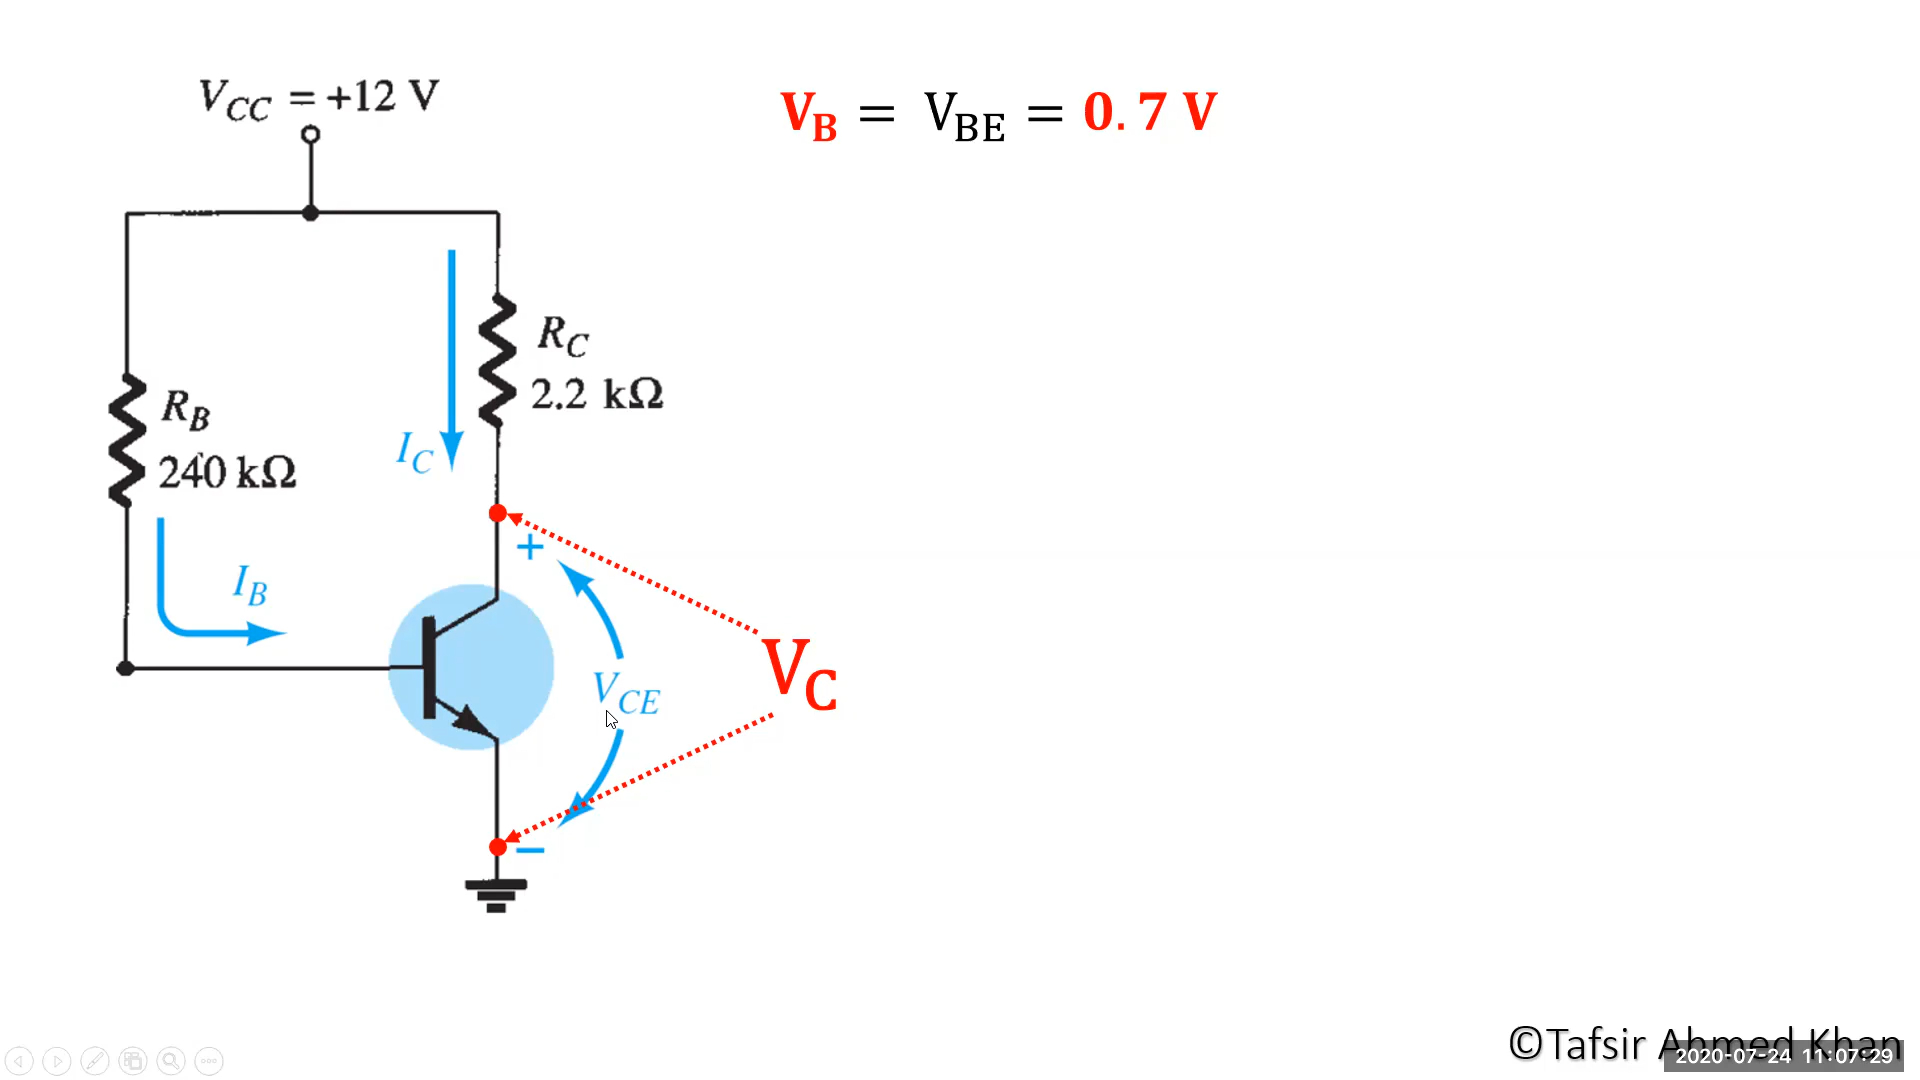 V_CC = +12 V
V_B = V_BE = 0.7 V
R_C
2.2 kΩ
R_B
240 kΩ
I_C
+
I_B
V_CE
V_C
−
©Tafsir Ahmed Khan
2020-07-24 11:07:29